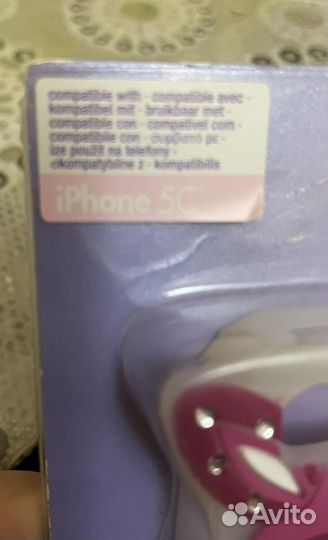 compatible with - compatible avec -
kompatibel mit - bruikbaar met -
compatible con - compatível com -
compatibile con - συμβατό με -
lze použít na telefony -
kompatybilne z - kompatibilis
iPhone 5C
Avito